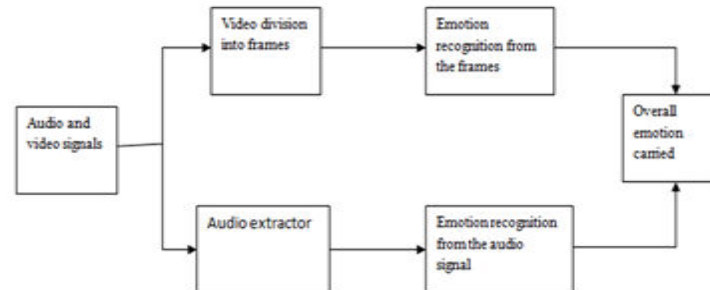 Video division
into frames
Emotion
recognition from
the frames
Audio and
video signals
Overall
emotion
carried
Audio extractor
Emotion recognition
from the audio
signal